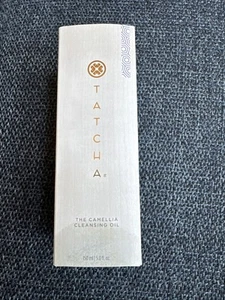 TATCHA
THE CAMELLIA
CLEANSING OIL